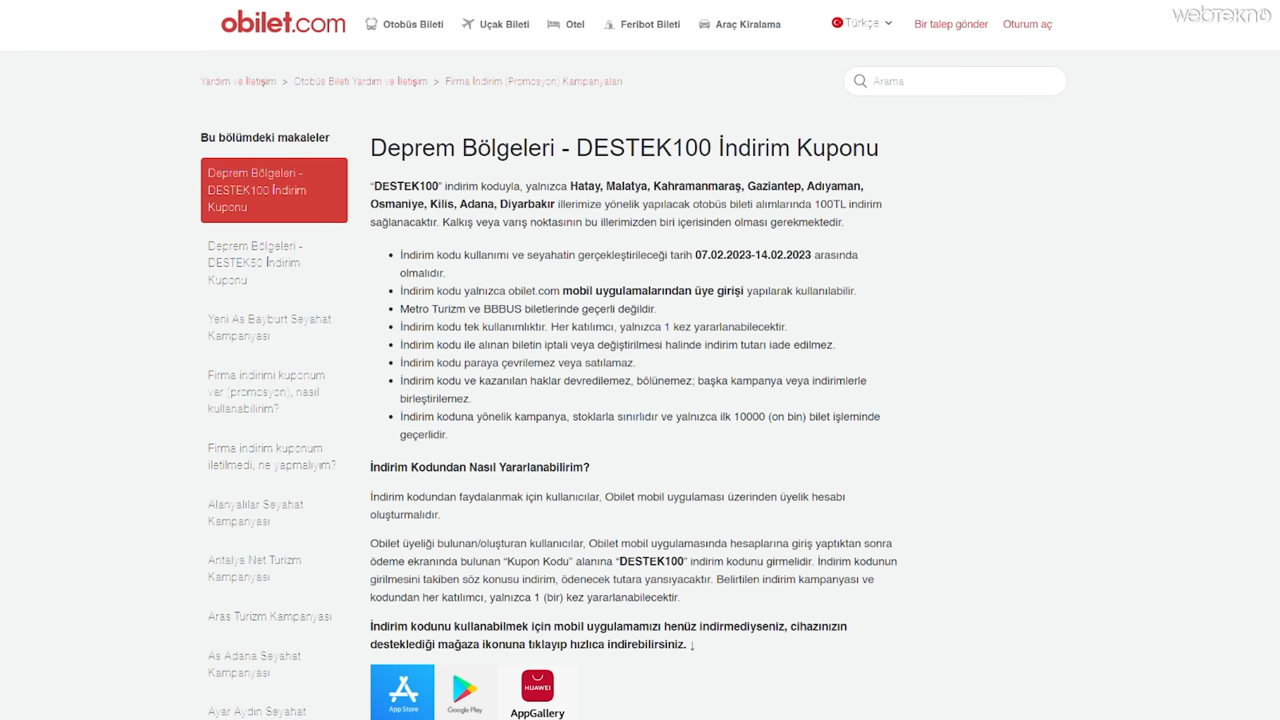 obilet.com
Otobüs Bileti
Uçak Bileti
Otel
Feribot Bileti
Araç Kiralama
Türkçe
Bir talep gönder
Oturum aç
webtekno
Yardım ve İletişim > Otobüs Bileti Yardım ve İletişim > Firma İndirim (Promosyon) Kampanyaları
Arama
Bu bölümdeki makaleler
Deprem Bölgeleri -
DESTEK100 İndirim
Kuponu
Deprem Bölgeleri -
DESTEK50 İndirim
Kuponu
Yeni As Bayburt Seyahat
Kampanyası
Firma indirimi kuponum
var (promosyon), nasıl
kullanabilirim?
Firma indirim kuponum
iletilmedi, ne yapmalıyım?
Alanyalılar Seyahat
Kampanyası
Antalya Net Turizm
Kampanyası
Aras Turizm Kampanyası
As Adana Seyahat
Kampanyası
Ayar Aydın Seyahat
Deprem Bölgeleri - DESTEK100 İndirim Kuponu
“DESTEK100” indirim koduyla, yalnızca Hatay, Malatya, Kahramanmaraş, Gaziantep, Adıyaman,
Osmaniye, Kilis, Adana, Diyarbakır illerimize yönelik yapılacak otobüs bileti alımlarında 100TL indirim
sağlanacaktır. Kalkış veya varış noktasının bu illerimizden biri içerisinden olması gerekmektedir.
• İndirim kodu kullanımı ve seyahatin gerçekleştirileceği tarih 07.02.2023-14.02.2023 arasında
olmalıdır.
• İndirim kodu yalnızca obilet.com mobil uygulamalarından üye girişi yapılarak kullanılabilir.
• Metro Turizm ve BBBUS biletlerinde geçerli değildir.
• İndirim kodu tek kullanımlıktır. Her katılımcı, yalnızca 1 kez yararlanabilecektir.
• İndirim kodu ile alınan biletin iptali veya değiştirilmesi halinde indirim tutarı iade edilmez.
• İndirim kodu paraya çevrilemez veya satılamaz.
• İndirim kodu ve kazanılan haklar devredilemez, bölünemez; başka kampanya veya indirimlerle
birleştirilemez.
• İndirim koduna yönelik kampanya, stoklarla sınırlıdır ve yalnızca ilk 10000 (on bin) bilet işleminde
geçerlidir.
İndirim Kodundan Nasıl Yararlanabilirim?
İndirim kodundan faydalanmak için kullanıcılar, Obilet mobil uygulaması üzerinden üyelik hesabı
oluşturmalıdır.
Obilet üyeliği bulunan/oluşturan kullanıcılar, Obilet mobil uygulamasında hesaplarına giriş yaptıktan sonra
ödeme ekranında bulunan “Kupon Kodu” alanına “DESTEK100” indirim kodunu girmelidir. İndirim kodunun
girilmesini takiben söz konusu indirim, ödenecek tutara yansıyacaktır. Belirtilen indirim kampanyası ve
kodundan her katılımcı, yalnızca 1 (bir) kez yararlanabilecektir.
İndirim kodunu kullanabilmek için mobil uygulamamızı henüz indirmediyseniz, cihazınızın
desteklediği mağaza ikonuna tıklayıp hızlıca indirebilirsiniz. ↓
App Store
Google Play
HUAWEI
AppGallery